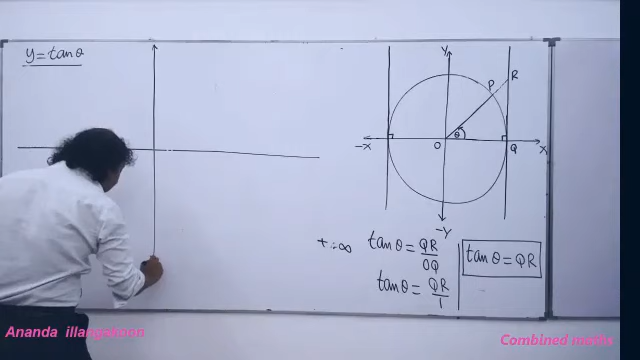 y = tanθ
Y
P
R
θ
-X
O
Q
X
-Y
tanθ = QR
OQ
tanθ = QR
1
tanθ = QR
Ananda illangakoon
Combined maths